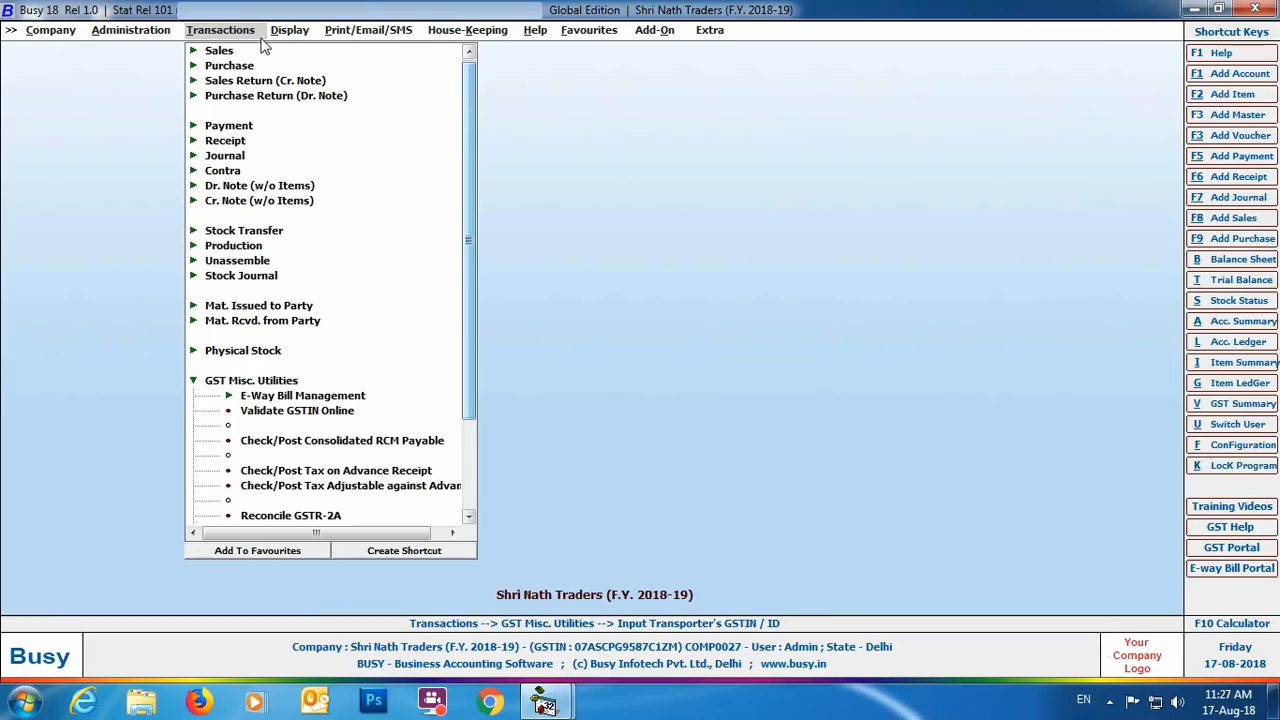 Busy 18 Rel 1.0 | Stat Rel 101 Global Edition | Shri Nath Traders (F.Y. 2018-19)
>> Company Administration Transactions Display Print/Email/SMS House-Keeping Help Favourites Add-On Extra
Sales
Purchase
Sales Return (Cr. Note)
Purchase Return (Dr. Note)
Payment
Receipt
Journal
Contra
Dr. Note (w/o Items)
Cr. Note (w/o Items)
Stock Transfer
Production
Unassemble
Stock Journal
Mat. Issued to Party
Mat. Rcvd. from Party
Physical Stock
GST Misc. Utilities
E-Way Bill Management
Validate GSTIN Online
Check/Post Consolidated RCM Payable
Check/Post Tax on Advance Receipt
Check/Post Tax Adjustable against Advan
Reconcile GSTR-2A
Add To Favourites Create Shortcut
Shortcut Keys
F1 Help
F1 Add Account
F2 Add Item
F3 Add Master
F3 Add Voucher
F5 Add Payment
F6 Add Receipt
F7 Add Journal
F8 Add Sales
F9 Add Purchase
B Balance Sheet
T Trial Balance
S Stock Status
A Acc. Summary
L Acc. Ledger
I Item Summary
G Item LedGer
V GST Summary
U Switch User
F ConFiguration
K LocK Program
Training Videos
GST Help
GST Portal
E-way Bill Portal
Shri Nath Traders (F.Y. 2018-19)
Transactions --> GST Misc. Utilities --> Input Transporter's GSTIN / ID
F10 Calculator
Busy
Company : Shri Nath Traders (F.Y. 2018-19) - (GSTIN : 07ASCPG9587C1ZM) COMP0027 - User : Admin ; State - Delhi
BUSY - Business Accounting Software ; (c) Busy Infotech Pvt. Ltd., Delhi ; www.busy.in
Your
Company
Logo
Friday
17-08-2018
Ps
32
EN
11:27 AM
17-Aug-18